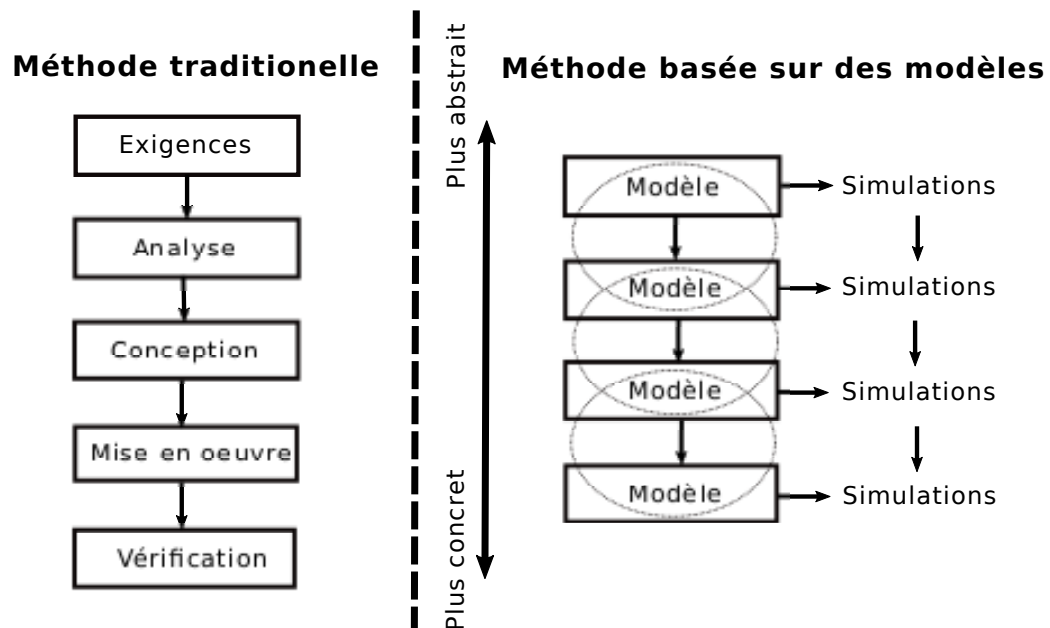 Méthode traditionelle
Exigences
Analyse
Conception
Mise en oeuvre
Vérification
Plus abstrait
Plus concret
Méthode basée sur des modèles
Modèle
Simulations
Modèle
Simulations
Modèle
Simulations
Modèle
Simulations